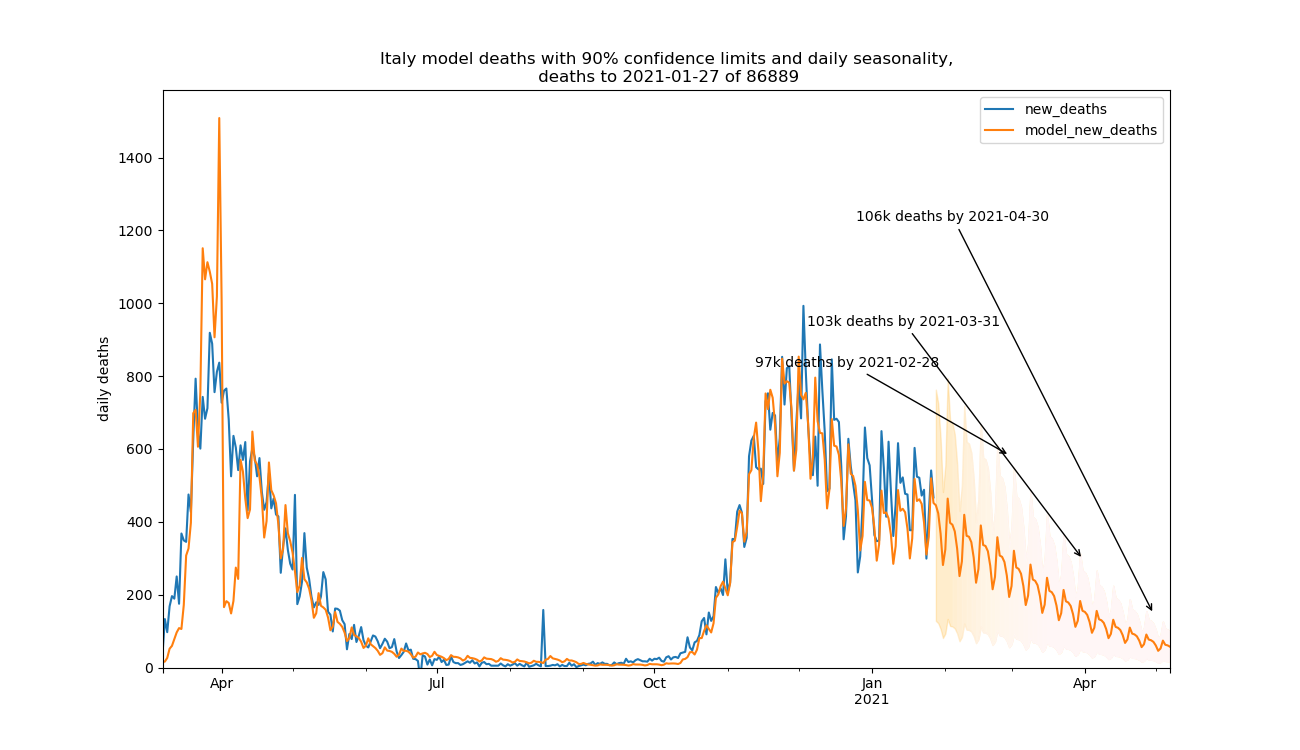 Italy model deaths with 90% confidence limits and daily seasonality,
deaths to 2021-01-27 of 86889
new_deaths
model_new_deaths
1400
1200
1000
800
600
400
200
0
daily deaths
106k deaths by 2021-04-30
103k deaths by 2021-03-31
97k deaths by 2021-02-28
Apr
Jul
Oct
Jan
2021
Apr